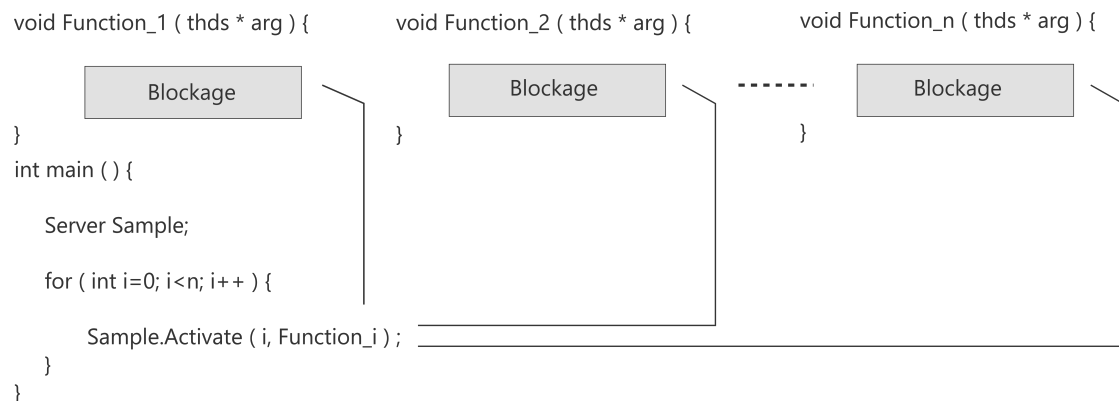 void Function_1 ( thds * arg ) {
void Function_2 ( thds * arg ) {
void Function_n ( thds * arg ) {
Blockage
Blockage
Blockage
}
}
}
int main ( ) {
Server Sample;
for ( int i=0; i<n; i++ ) {
Sample.Activate ( i, Function_i ) ;
}
}